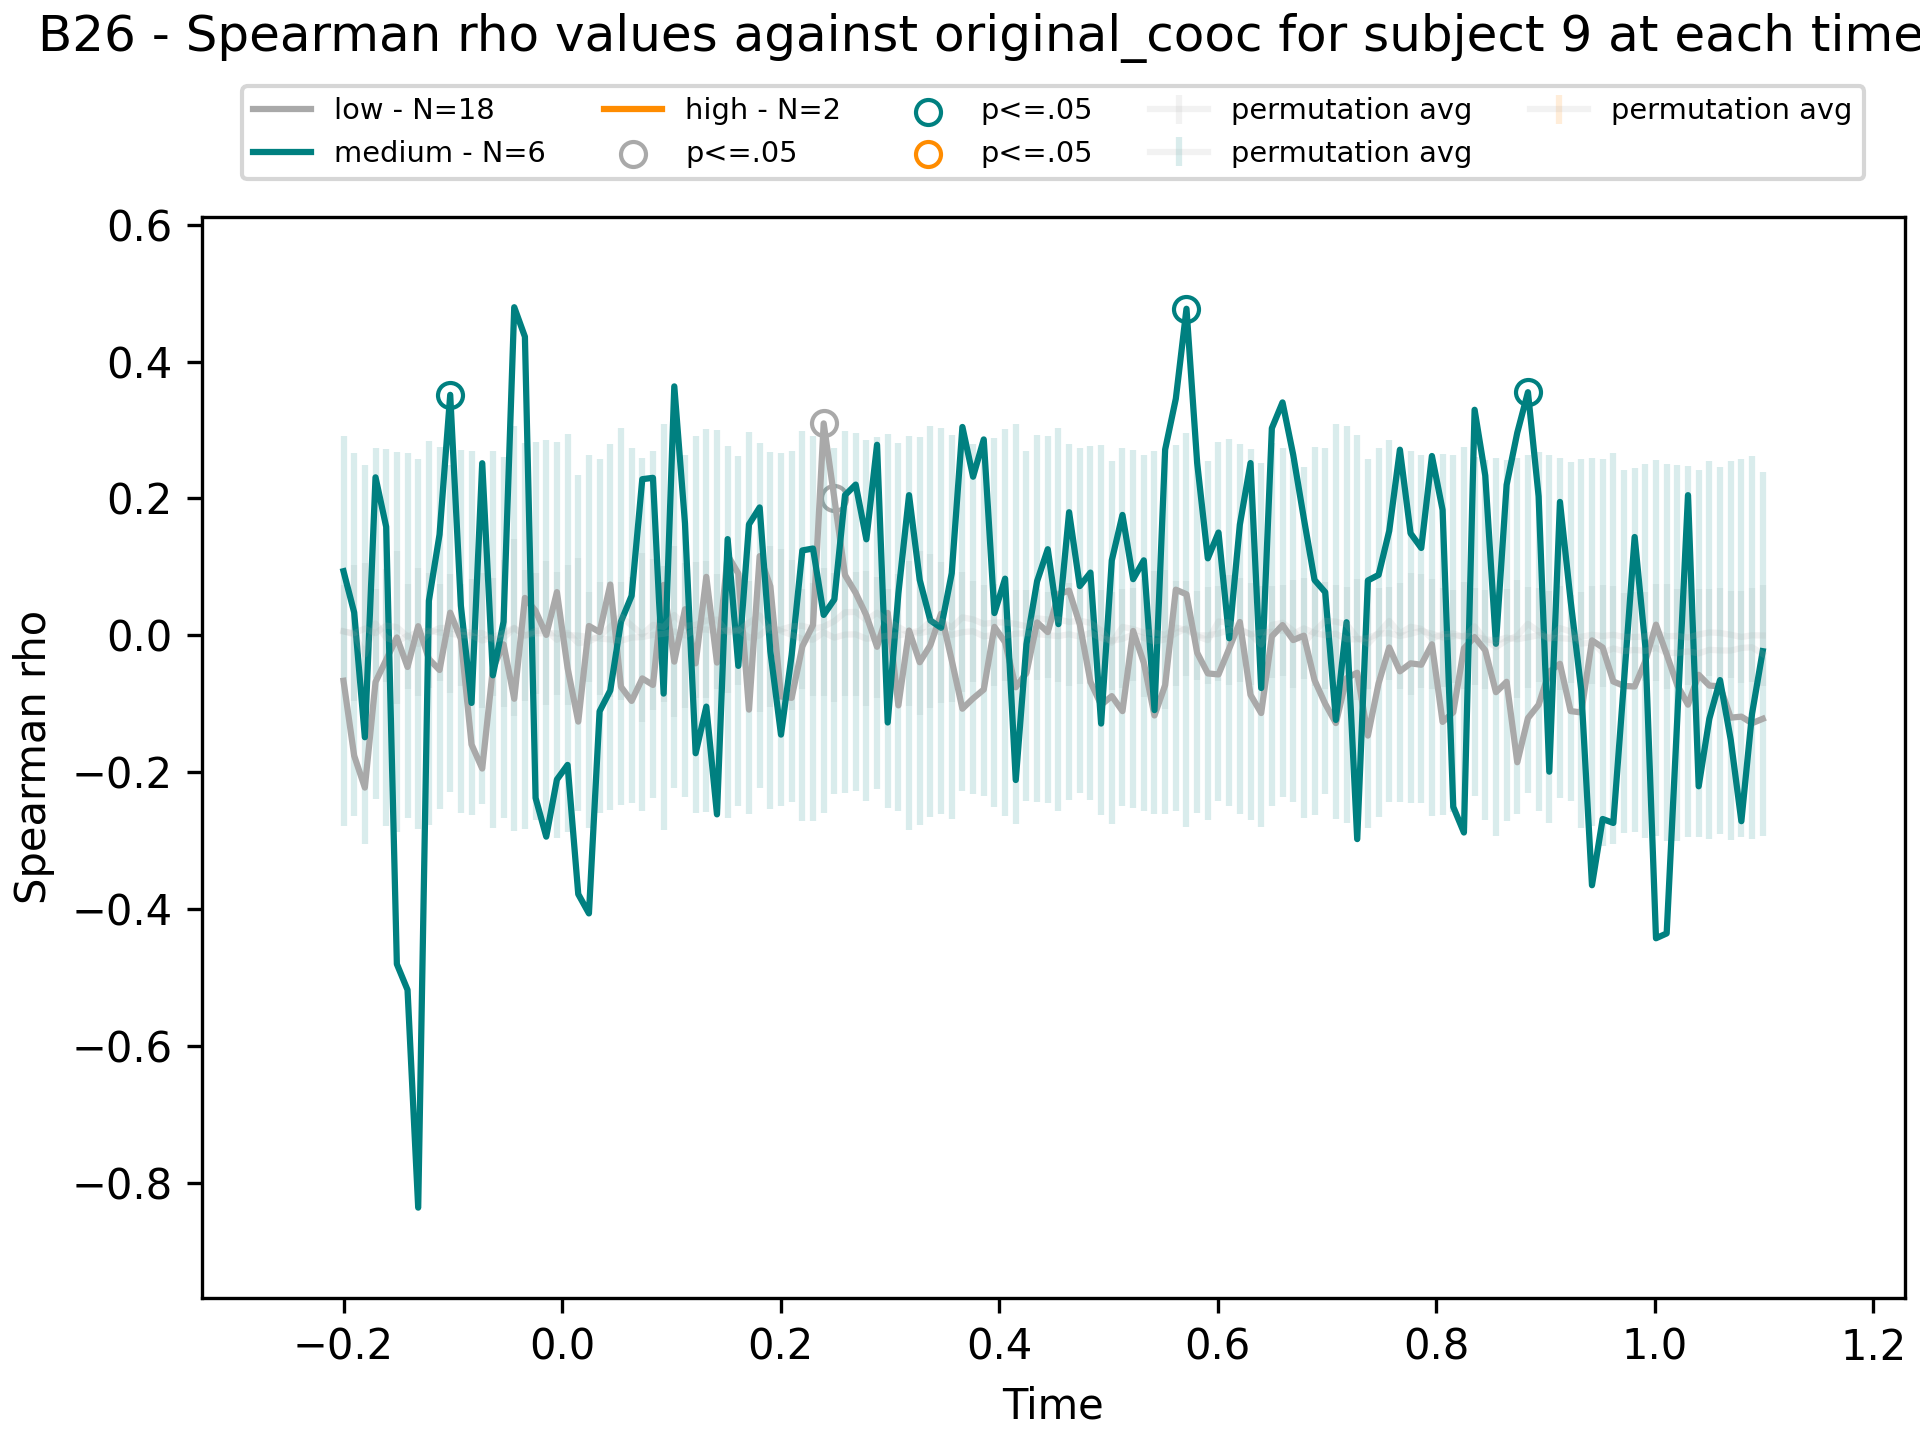 B26 - Spearman rho values against original_cooc for subject 9 at each time
low - N=18 high - N=2 p<=.05 permutation avg permutation avg
medium - N=6 p<=.05 p<=.05 permutation avg
0.6
0.4
0.2
0.0
−0.2
−0.4
−0.6
−0.8
Spearman rho
−0.2 0.0 0.2 0.4 0.6 0.8 1.0 1.2
Time